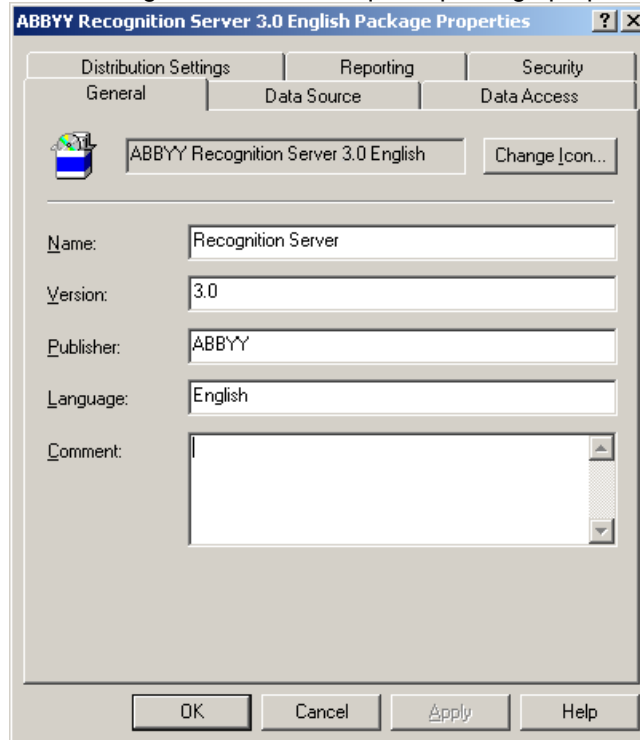 ABBYY Recognition Server 3.0 English Package Properties
Distribution Settings Reporting Security
General Data Source Data Access
ABBYY Recognition Server 3.0 English Change Icon...
Name: Recognition Server
Version: 3.0
Publisher: ABBYY
Language: English
Comment:
OK Cancel Apply Help